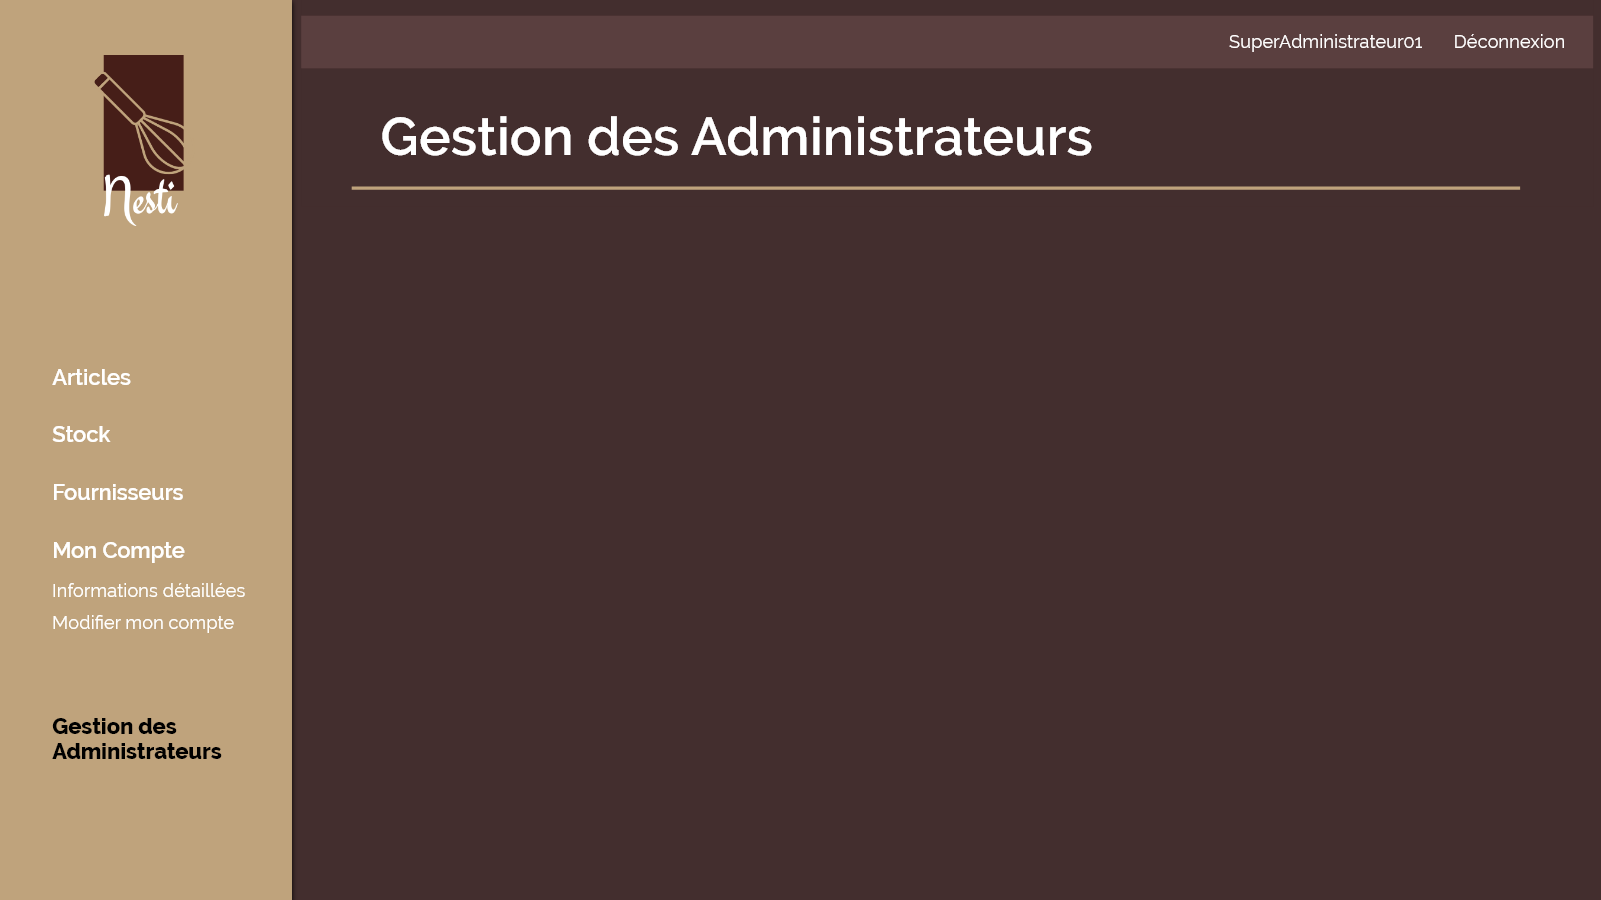 SuperAdministrateur01 Déconnexion
Nesti
Gestion des Administrateurs
Articles
Stock
Fournisseurs
Mon Compte
Informations détaillées
Modifier mon compte
Gestion des
Administrateurs